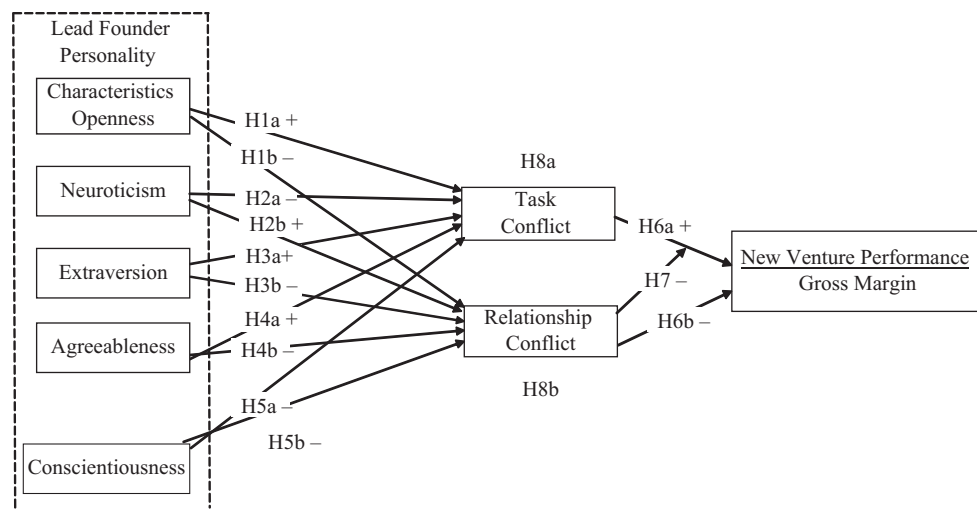 Lead Founder
Personality
Characteristics
Openness
Neuroticism
Extraversion
Agreeableness
Conscientiousness
H1a +
H1b –
H2a –
H2b +
H3a+
H3b –
H4a +
H4b –
H5a –
H5b –
H8a
Task
Conflict
Relationship
Conflict
H8b
H6a +
H7 –
H6b –
New Venture Performance
Gross Margin